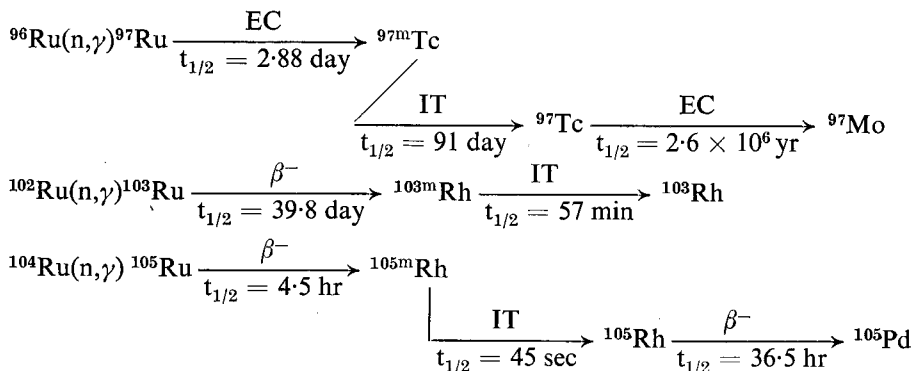 EC
⁹⁶Ru(n,γ)⁹⁷Ru ⟶ ⁹⁷ᵐTc
t₁/₂ = 2·88 day
IT EC
⟶ ⁹⁷Tc ⟶ ⁹⁷Mo
t₁/₂ = 91 day t₁/₂ = 2·6 × 10⁶ yr
β⁻ IT
¹⁰²Ru(n,γ)¹⁰³Ru ⟶ ¹⁰³ᵐRh ⟶ ¹⁰³Rh
t₁/₂ = 39·8 day t₁/₂ = 57 min
β⁻
¹⁰⁴Ru(n,γ) ¹⁰⁵Ru ⟶ ¹⁰⁵ᵐRh
t₁/₂ = 4·5 hr
IT β⁻
⟶ ¹⁰⁵Rh ⟶ ¹⁰⁵Pd
t₁/₂ = 45 sec t₁/₂ = 36·5 hr